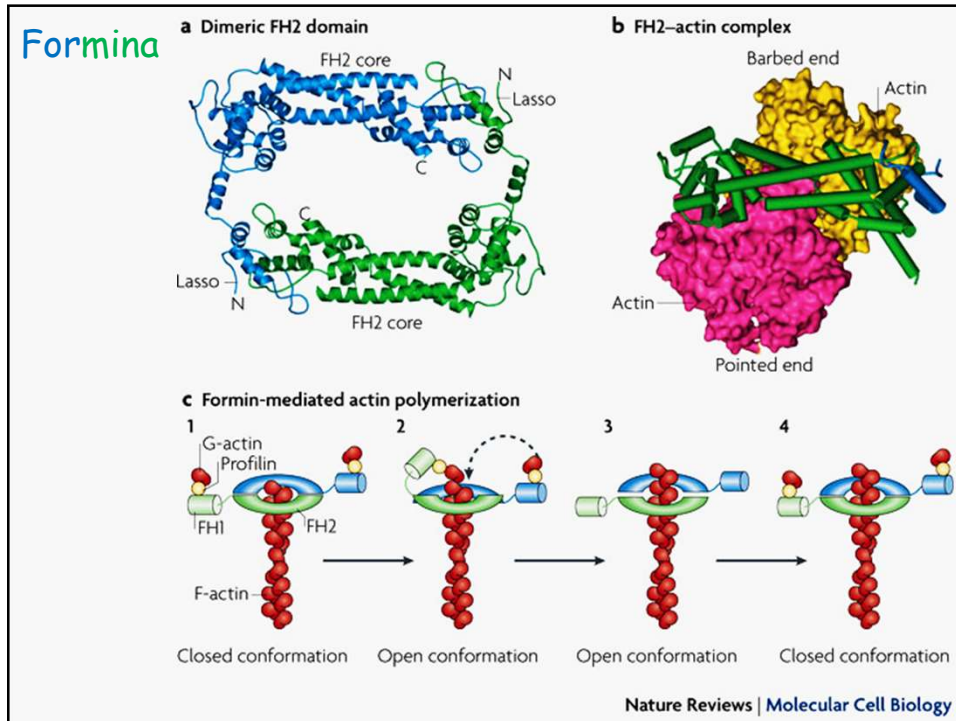 Formina
a Dimeric FH2 domain
FH2 core
N
Lasso
C
C
Lasso
N
FH2 core
b FH2–actin complex
Barbed end
Actin
Actin
Pointed end
c Formin-mediated actin polymerization
1
2
3
4
G-actin
Profilin
FH1
FH2
F-actin
Closed conformation
Open conformation
Open conformation
Closed conformation
Nature Reviews | Molecular Cell Biology